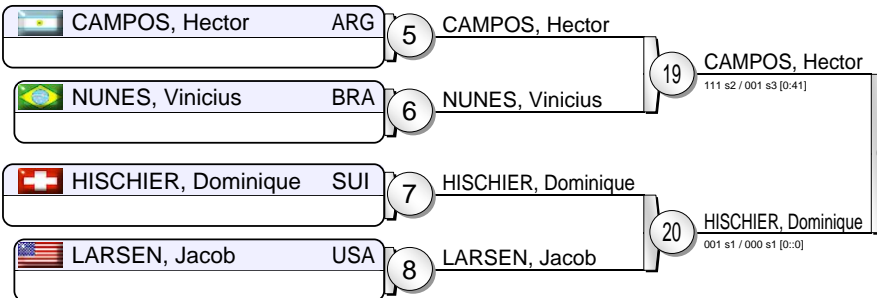 CAMPOS, Hector ARG
5
CAMPOS, Hector
19
CAMPOS, Hector
111 s2 / 001 s3 [0:41]
NUNES, Vinicius BRA
6
NUNES, Vinicius
HISCHIER, Dominique SUI
7
HISCHIER, Dominique
20
HISCHIER, Dominique
001 s1 / 000 s1 [0::0]
LARSEN, Jacob USA
8
LARSEN, Jacob